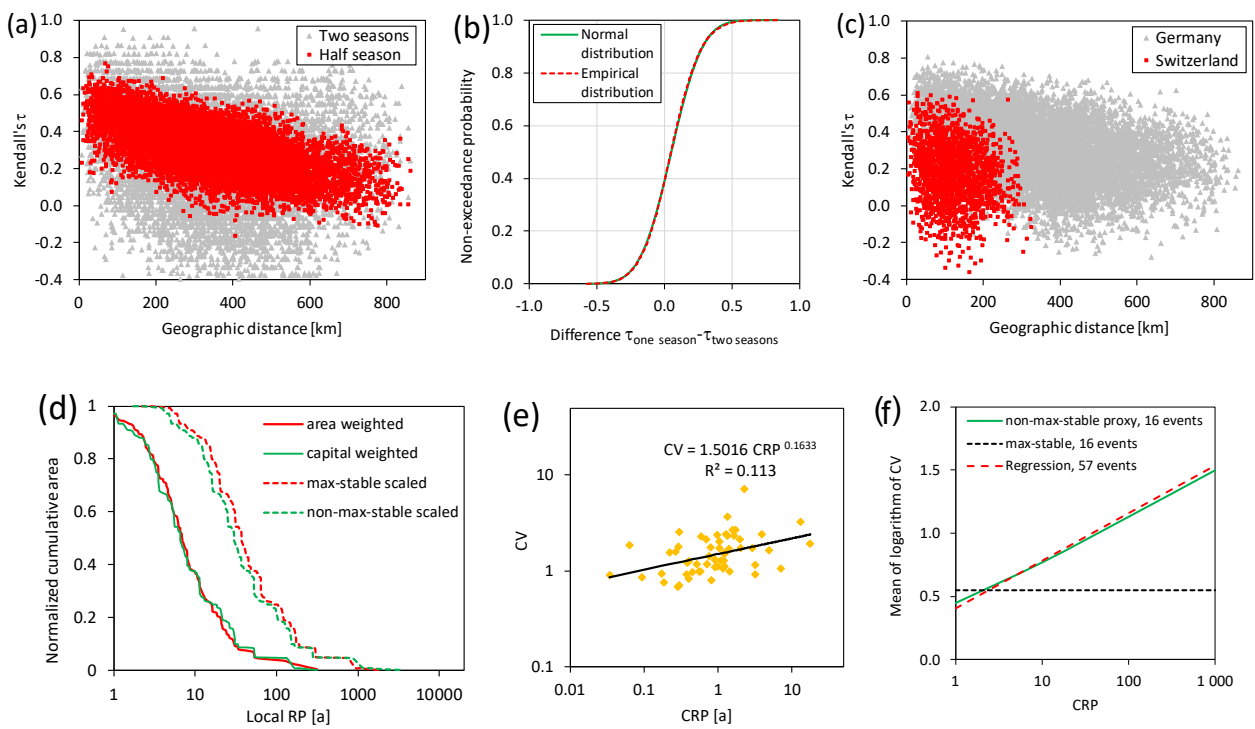 (a)
Two seasons
Half season
1.0
0.8
0.6
0.4
0.2
0.0
-0.2
-0.4
Kendall's τ
0 200 400 600 800
Geographic distance [km]
(b)
Normal
distribution
Empirical
distribution
1.0
0.8
0.6
0.4
0.2
0.0
Non-exceedance probability
-1.0 -0.5 0.0 0.5 1.0
Difference τone season-τtwo seasons
(c)
Germany
Switzerland
1.0
0.8
0.6
0.4
0.2
0.0
-0.2
-0.4
Kendall's τ
0 200 400 600 800
Geographic distance [km]
(d)
area weighted
capital weighted
max-stable scaled
non-max-stable scaled
1
0.8
0.6
0.4
0.2
0
Normalized cumulative area
1 10 100 1000 10000
Local RP [a]
(e)
CV = 1.5016 CRP 0.1633
R² = 0.113
10
1
0.1
CV
0.01 0.1 1 10
CRP [a]
(f)
non-max-stable proxy, 16 events
max-stable, 16 events
Regression, 57 events
2.0
1.5
1.0
0.5
0.0
Mean of logarithm of CV
1 10 100 1 000
CRP